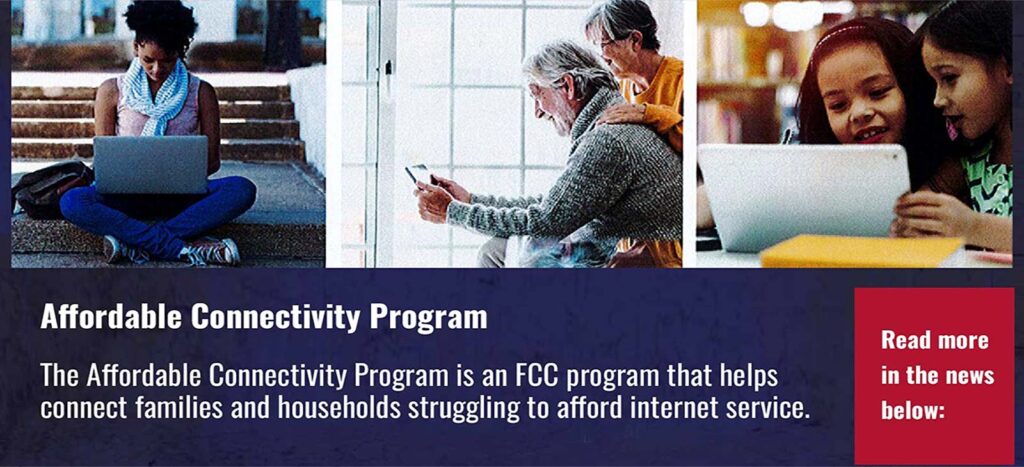 Affordable Connectivity Program
The Affordable Connectivity Program is an FCC program that helps
connect families and households struggling to afford internet service.
Read more
in the news
below: